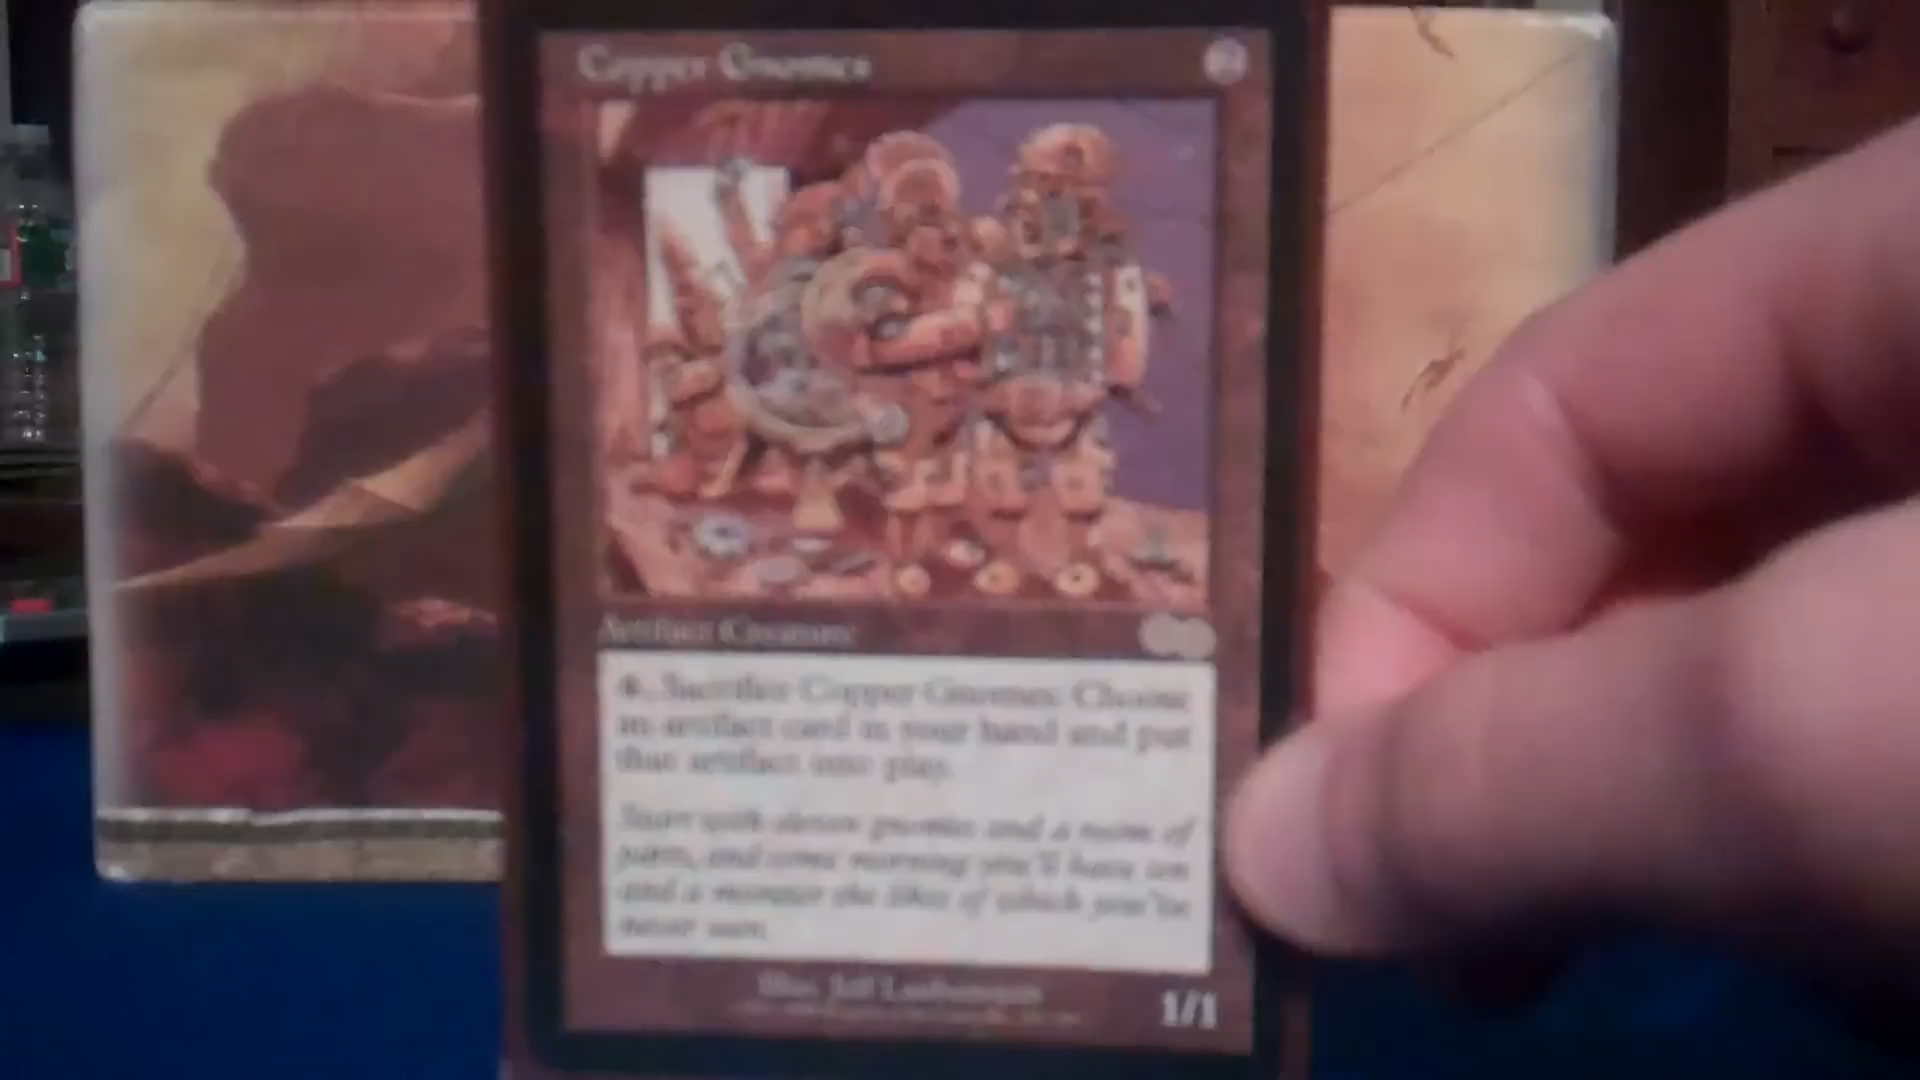 Copper Gnomes
2
Artifact Creature
4, Sacrifice Copper Gnomes: Choose
an artifact card in your hand and put
that artifact into play.
Start with eleven gnomes and a room of
parts, and come morning you'll have ten
and a monster the likes of which you've
never seen.
Illus. Jeff Laubenstein
1/1